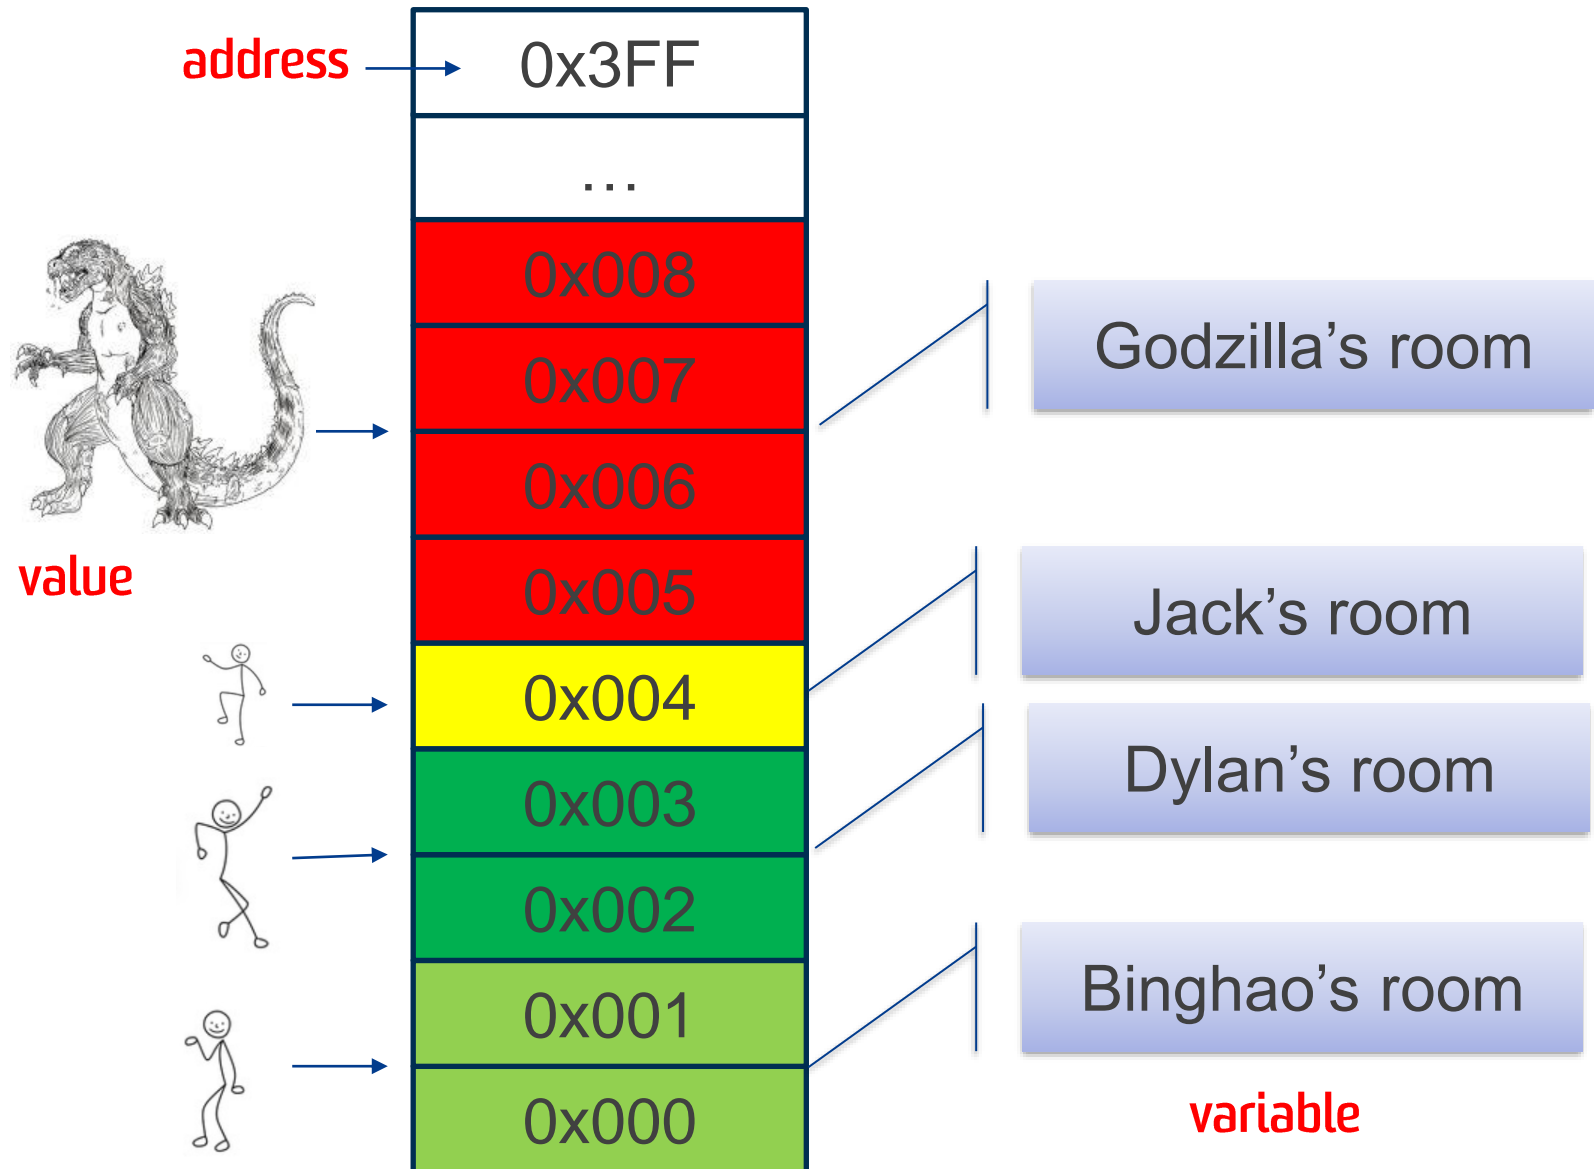 address
0x3FF
…
0x008
0x007
0x006
0x005
0x004
0x003
0x002
0x001
0x000
value
Godzilla’s room
Jack’s room
Dylan’s room
Binghao’s room
variable